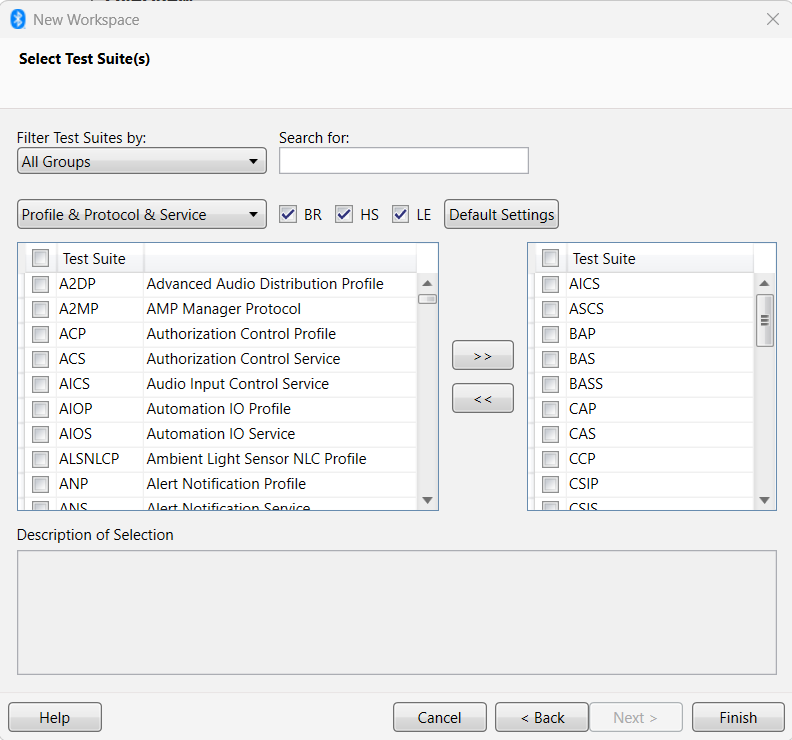 New Workspace
Select Test Suite(s)
Filter Test Suites by:
Search for:
All Groups
Profile & Protocol & Service
BR
HS
LE
Default Settings
Test Suite
A2DP Advanced Audio Distribution Profile
A2MP AMP Manager Protocol
ACP Authorization Control Profile
ACS Authorization Control Service
AICS Audio Input Control Service
AIOP Automation IO Profile
AIOS Automation IO Service
ALSNLCP Ambient Light Sensor NLC Profile
ANP Alert Notification Profile
ANS Alert Notification Service
>>
<<
Test Suite
AICS
ASCS
BAP
BAS
BASS
CAP
CAS
CCP
CSIP
CSIS
Description of Selection
Help
Cancel
< Back
Next >
Finish